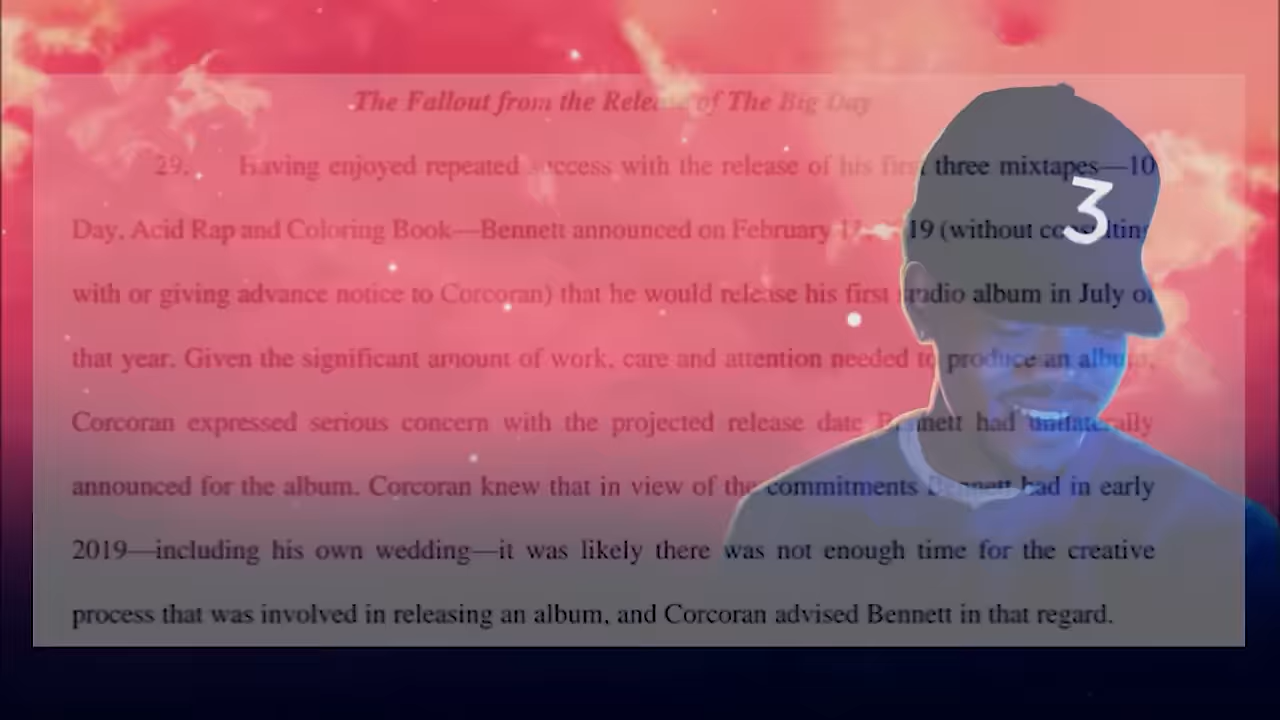 The Fallout from the Release of The Big Day
29. Having enjoyed repeated success with the release of his first three mixtapes—10
Day, Acid Rap and Coloring Book—Bennett announced on February 19 (without consulting
with or giving advance notice to Corcoran) that he would release his first studio album in July of
that year. Given the significant amount of work, care and attention needed to produce an album,
Corcoran expressed serious concern with the projected release date Bennett had unilaterally
announced for the album. Corcoran knew that in view of the commitments Bennett had in early
2019—including his own wedding—it was likely there was not enough time for the creative
process that was involved in releasing an album, and Corcoran advised Bennett in that regard.
3